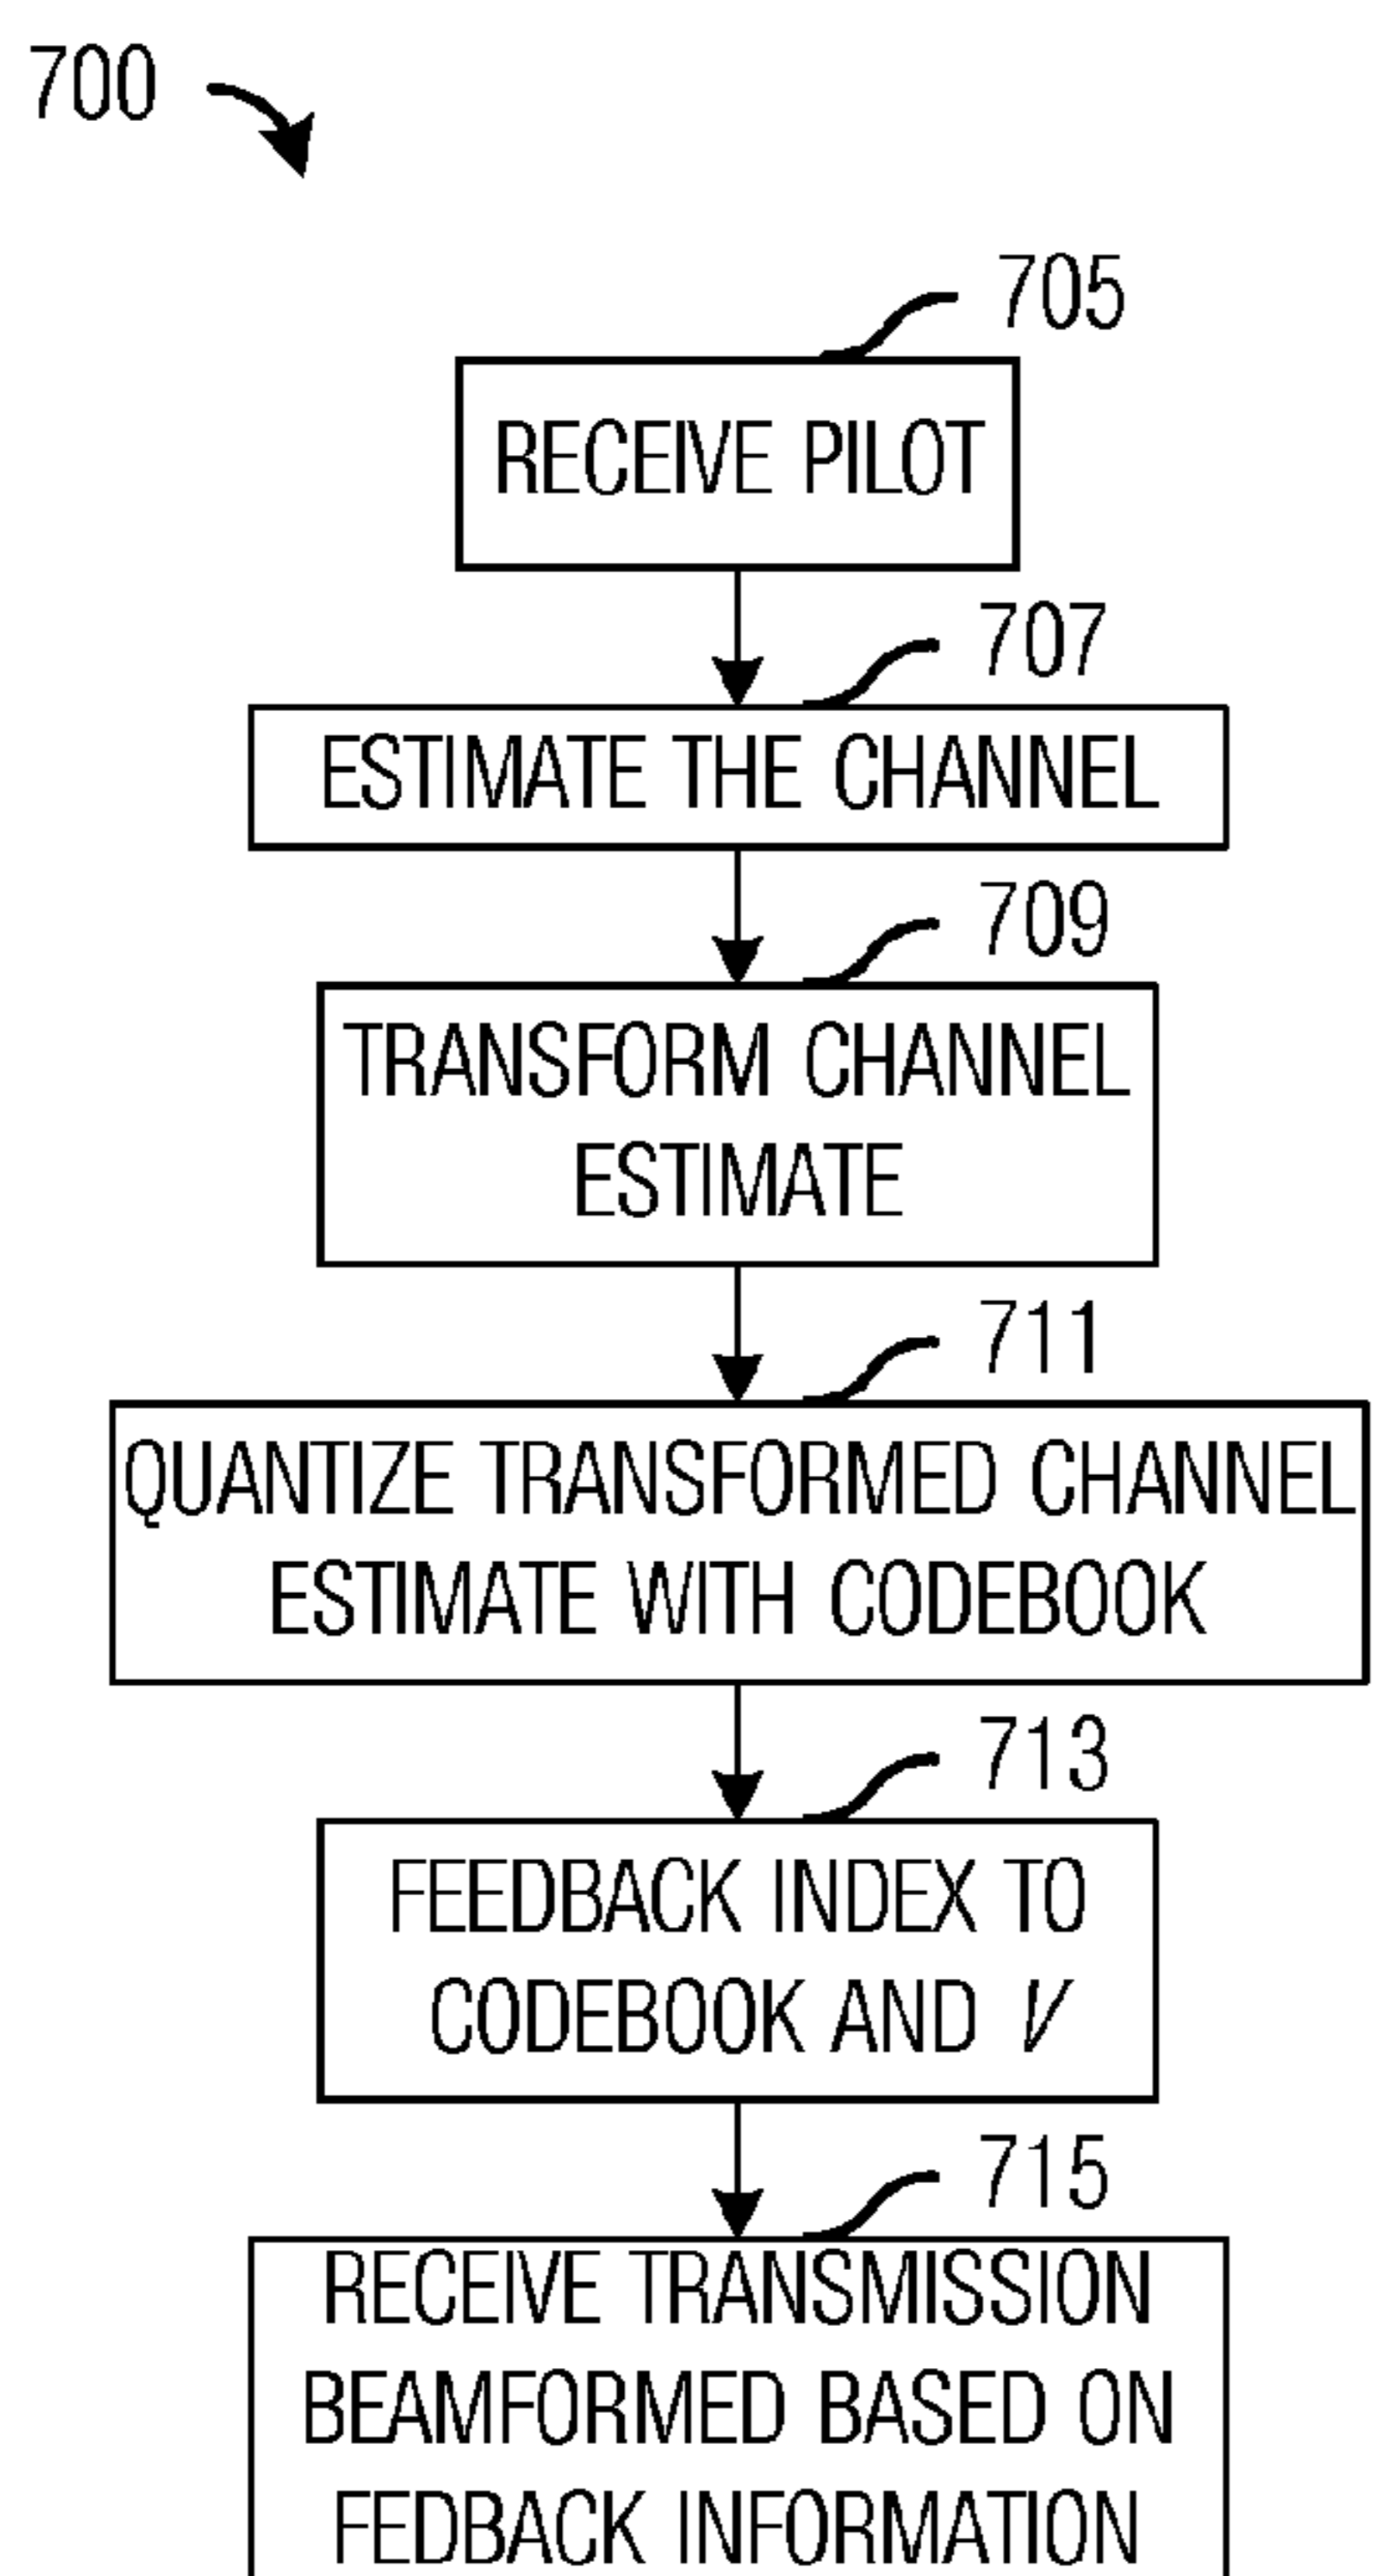 700
705
RECEIVE PILOT
707
ESTIMATE THE CHANNEL
709
TRANSFORM CHANNEL
ESTIMATE
711
QUANTIZE TRANSFORMED CHANNEL
ESTIMATE WITH CODEBOOK
713
FEEDBACK INDEX TO
CODEBOOK AND V
715
RECEIVE TRANSMISSION
BEAMFORMED BASED ON
FEDBACK INFORMATION